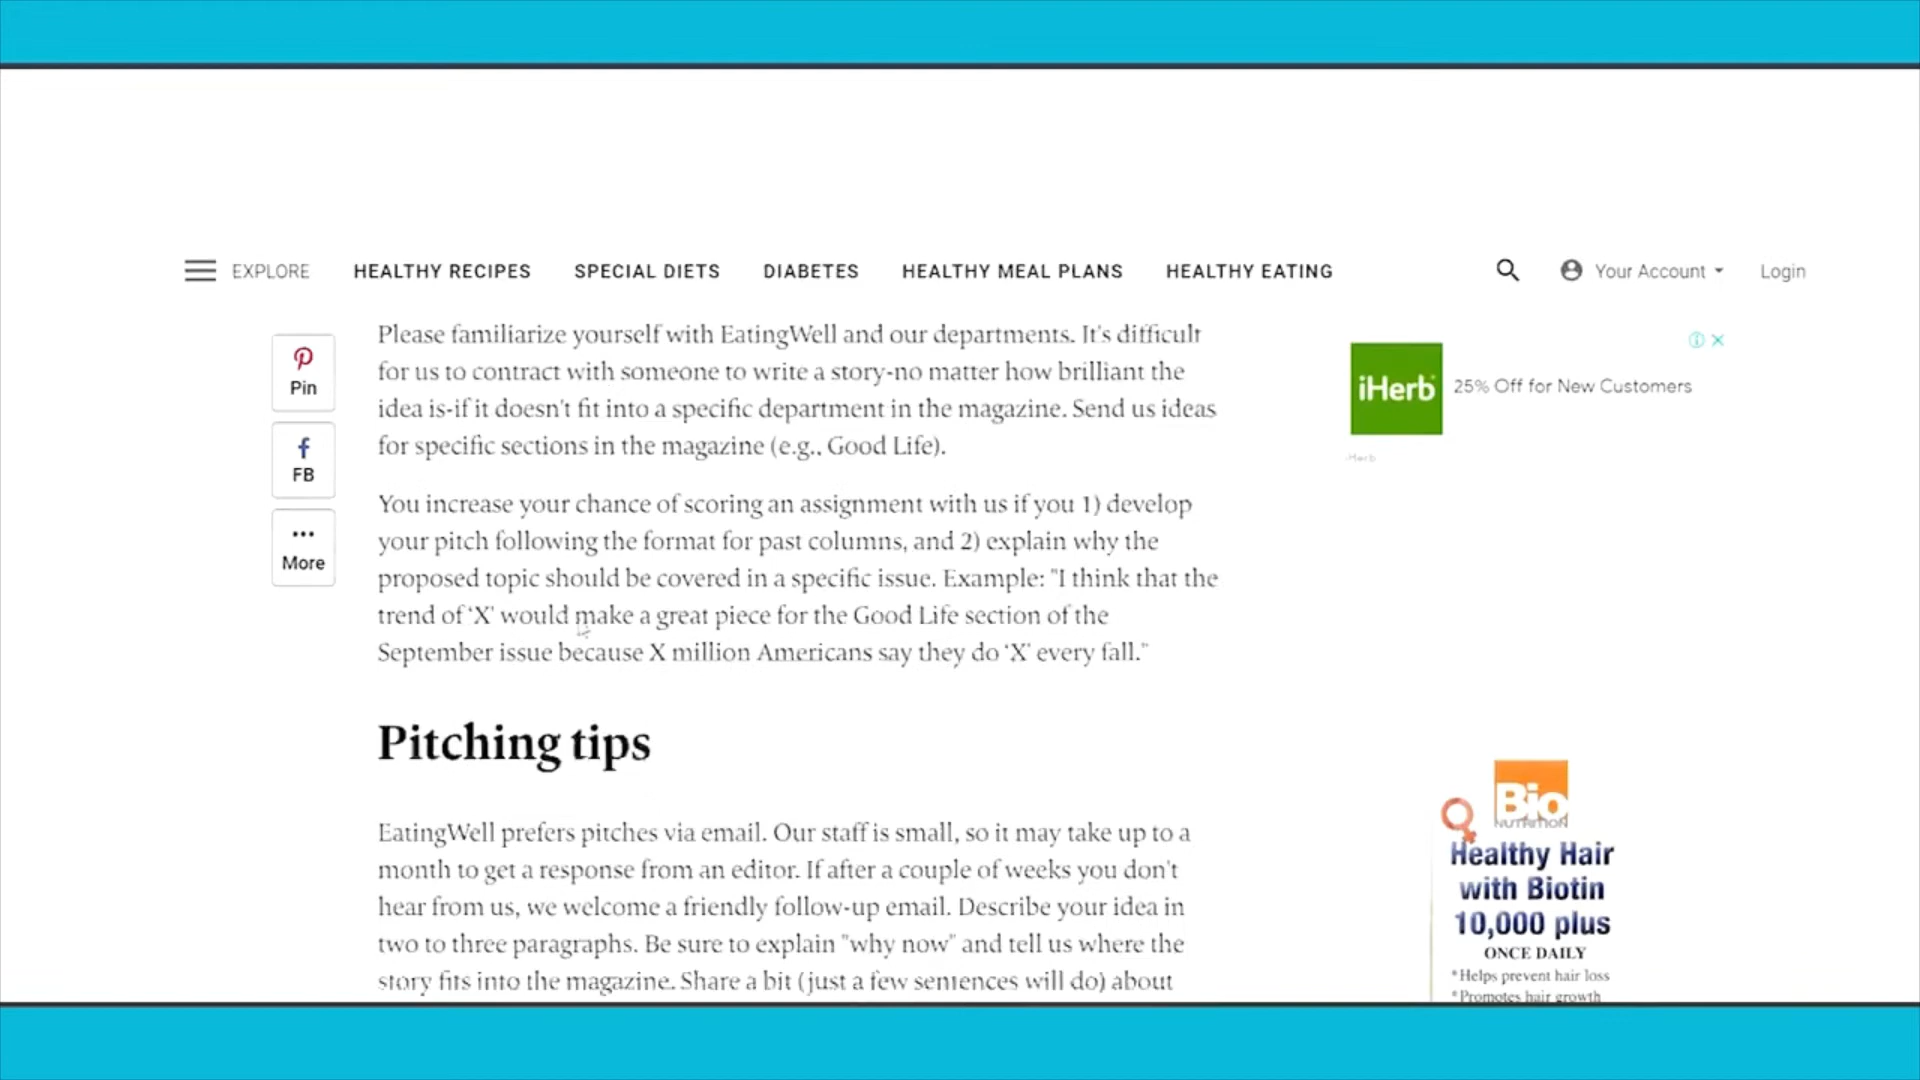 EXPLORE HEALTHY RECIPES SPECIAL DIETS DIABETES HEALTHY MEAL PLANS HEALTHY EATING Your Account Login
Pin
FB
More
Please familiarize yourself with EatingWell and our departments. It's difficult
for us to contract with someone to write a story-no matter how brilliant the
idea is-if it doesn't fit into a specific department in the magazine. Send us ideas
for specific sections in the magazine (e.g., Good Life).
You increase your chance of scoring an assignment with us if you 1) develop
your pitch following the format for past columns, and 2) explain why the
proposed topic should be covered in a specific issue. Example: "I think that the
trend of 'X' would make a great piece for the Good Life section of the
September issue because X million Americans say they do 'X' every fall."
Pitching tips
EatingWell prefers pitches via email. Our staff is small, so it may take up to a
month to get a response from an editor. If after a couple of weeks you don't
hear from us, we welcome a friendly follow-up email. Describe your idea in
two to three paragraphs. Be sure to explain "why now" and tell us where the
story fits into the magazine. Share a bit (just a few sentences will do) about
iHerb
25% Off for New Customers
iHerb
Bio
NUTRITION
Healthy Hair
with Biotin
10,000 plus
ONCE DAILY
*Helps prevent hair loss
*Promotes hair growth